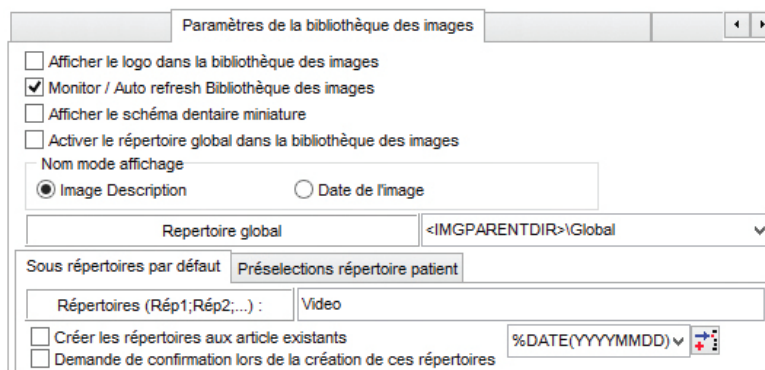 Paramètres de la bibliothèque des images
Afficher le logo dans la bibliothèque des images
Monitor / Auto refresh Bibliothèque des images
Afficher le schéma dentaire miniature
Activer le répertoire global dans la bibliothèque des images
Nom mode affichage
Image Description Date de l'image
Repertoire global <IMGPARENTDIR>\Global
Sous répertoires par défaut Préselections répertoire patient
Répertoires (Rép1;Rép2;...) : Video
Créer les répertoires aux article existants %DATE(YYYYMMDD)
Demande de confirmation lors de la création de ces répertoires